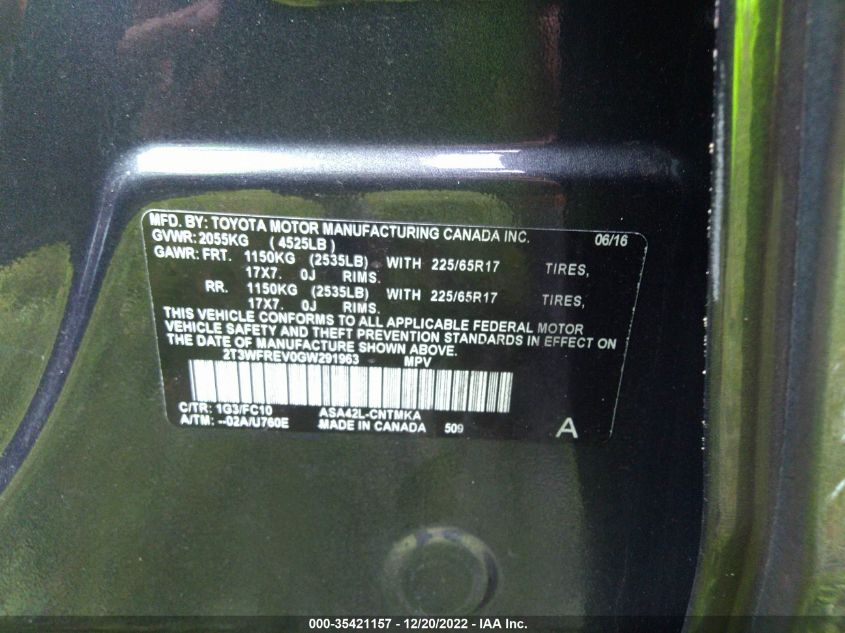 MFD. BY: TOYOTA MOTOR MANUFACTURING CANADA INC.
GVWR: 2055KG ( 4525LB ) 06/16
GAWR: FRT. 1150KG (2535LB) WITH 225/65R17 TIRES,
17X7. 0J RIMS.
RR. 1150KG (2535LB) WITH 225/65R17 TIRES,
17X7. 0J RIMS.
THIS VEHICLE CONFORMS TO ALL APPLICABLE FEDERAL MOTOR
VEHICLE SAFETY AND THEFT PREVENTION STANDARDS IN EFFECT ON
THE DATE OF MANUFACTURE SHOWN ABOVE.
2T3WFREV0GW291963 MPV
C/TR: 1G3/FC10 ASA42L-CNTMKA
A/TM: --02A/U760E MADE IN CANADA 509 A
000-35421157 - 12/20/2022 - IAA Inc.